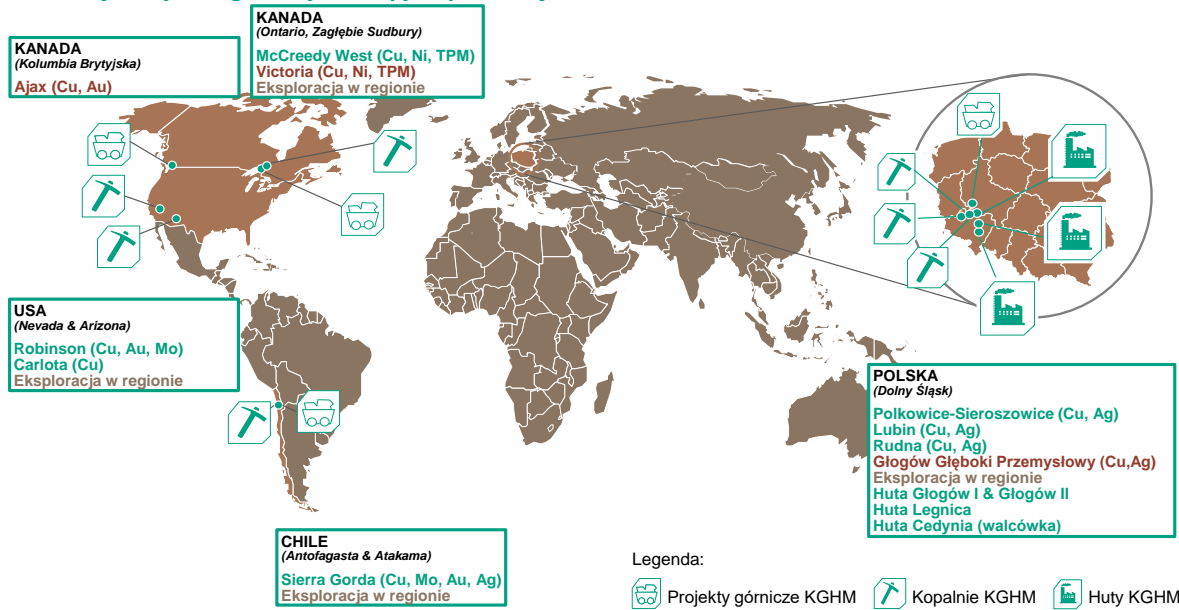 KANADA
(Ontario, Zagłębie Sudbury)
McCreedy West (Cu, Ni, TPM)
Victoria (Cu, Ni, TPM)
Eksploracja w regionie
KANADA
(Kolumbia Brytyjska)
Ajax (Cu, Au)
USA
(Nevada & Arizona)
Robinson (Cu, Au, Mo)
Carlota (Cu)
Eksploracja w regionie
POLSKA
(Dolny Śląsk)
Polkowice-Sieroszowice (Cu, Ag)
Lubin (Cu, Ag)
Rudna (Cu, Ag)
Głogów Głęboki Przemysłowy (Cu,Ag)
Eksploracja w regionie
Huta Głogów I & Głogów II
Huta Legnica
Huta Cedynia (walcówka)
CHILE
(Antofagasta & Atakama)
Sierra Gorda (Cu, Mo, Au, Ag)
Eksploracja w regionie
Legenda:
Projekty górnicze KGHM
Kopalnie KGHM
Huty KGHM